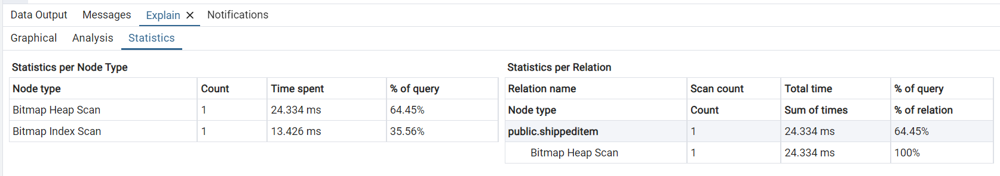 Data Output Messages Explain Notifications
Graphical Analysis Statistics
Statistics per Node Type
Node type Count Time spent % of query
Bitmap Heap Scan 1 24.334 ms 64.45%
Bitmap Index Scan 1 13.426 ms 35.56%
Statistics per Relation
Relation name Scan count Total time % of query
Node type Count Sum of times % of relation
public.shippeditem 1 24.334 ms 64.45%
Bitmap Heap Scan 1 24.334 ms 100%